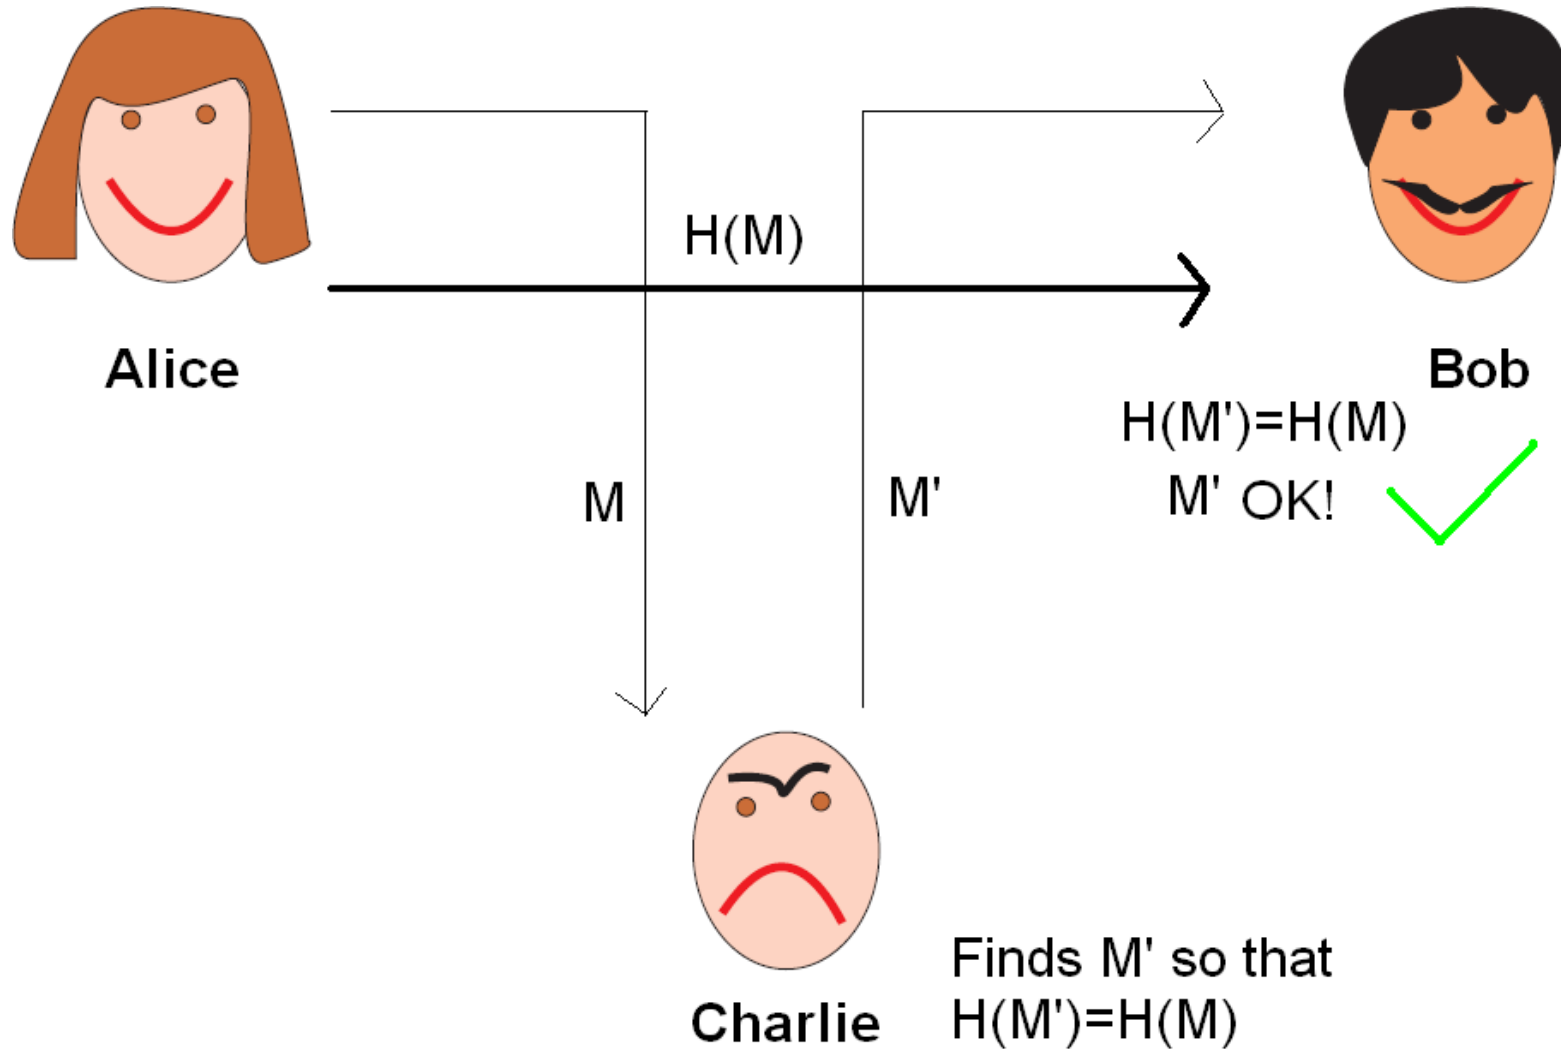 H(M)
Alice
Bob
H(M')=H(M)
M' OK!
M
M'
Charlie
Finds M' so that
H(M')=H(M)